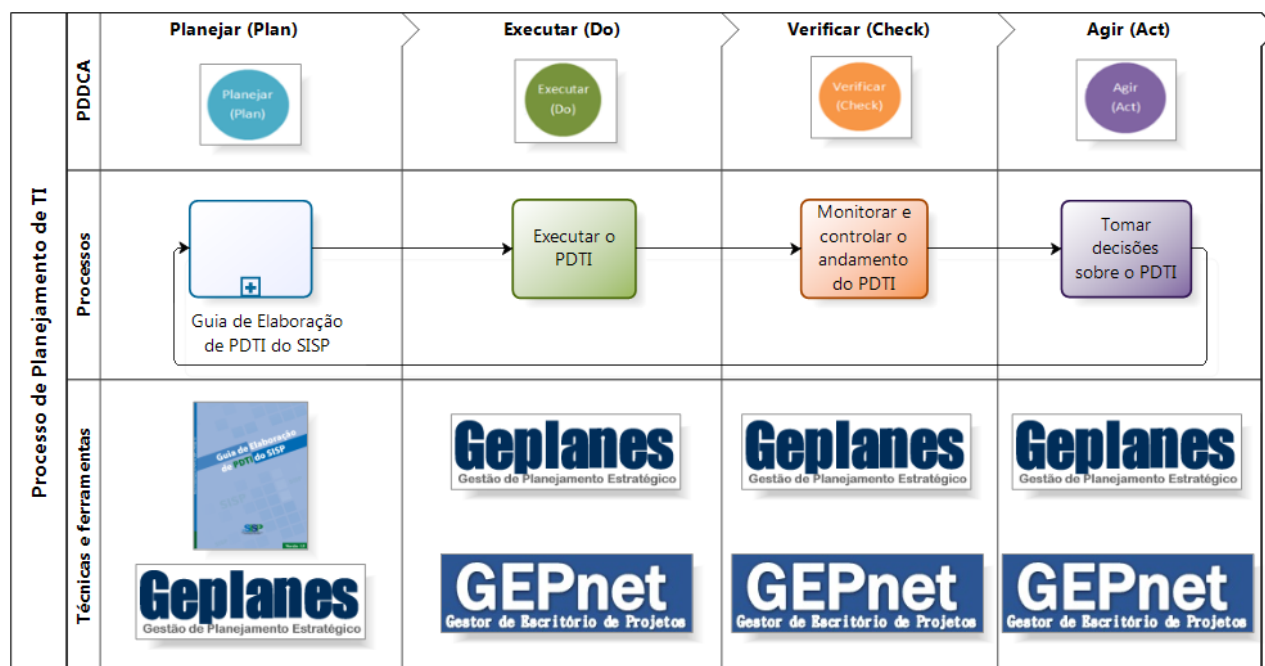 Planejar (Plan)
Executar (Do)
Verificar (Check)
Agir (Act)
Processo de Planejamento de TI
PDDCA
Planejar
(Plan)
Executar
(Do)
Verificar
(Check)
Agir
(Act)
Processos
Guia de Elaboração
de PDTI do SISP
Executar o
PDTI
Monitorar e
controlar o
andamento
do PDTI
Tomar
decisões
sobre o PDTI
Técnicas e ferramentas
Guia de Elaboração
de PDTI do SISP
SISP
Geplanes
Gestão de Planejamento Estratégico
Geplanes
Gestão de Planejamento Estratégico
GEPnet
Gestor de Escritório de Projetos
Geplanes
Gestão de Planejamento Estratégico
GEPnet
Gestor de Escritório de Projetos
Geplanes
Gestão de Planejamento Estratégico
GEPnet
Gestor de Escritório de Projetos